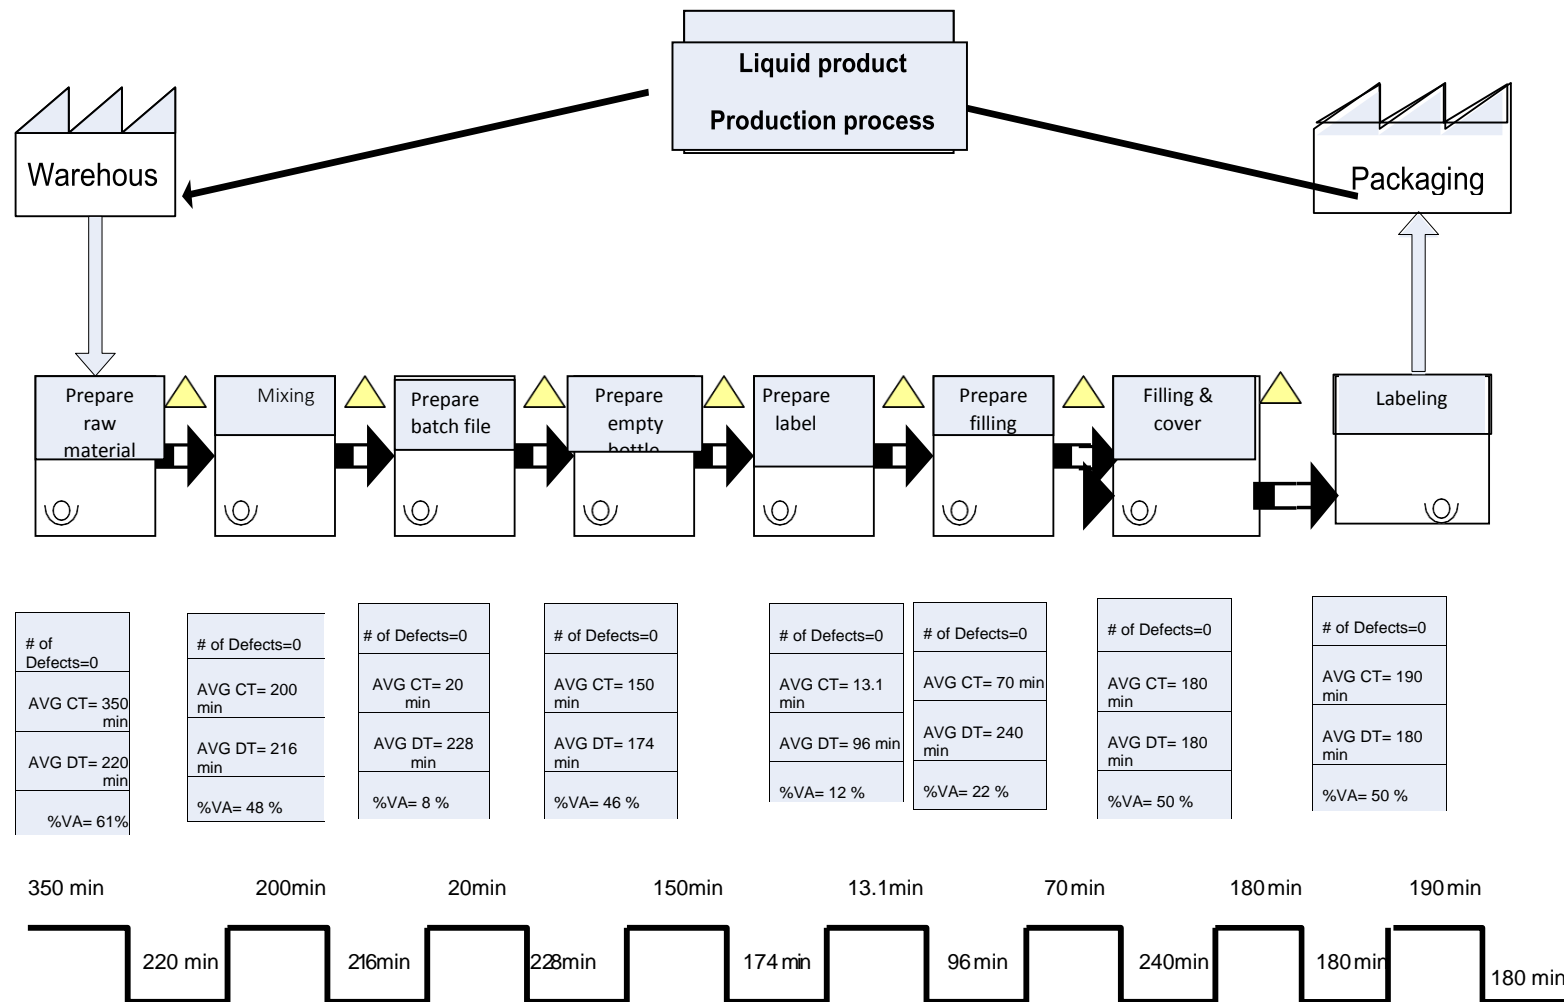 Liquid product
Production process
Warehous
Packaging
Prepare
raw
material
Mixing
Prepare
batch file
Prepare
empty
bottle
Prepare
label
Prepare
filling
Filling &
cover
Labeling
# of
Defects=0
AVG CT= 350
min
AVG DT= 220
min
%VA= 61%
# of Defects=0
AVG CT= 200
min
AVG DT= 216
min
%VA= 48 %
# of Defects=0
AVG CT= 20
min
AVG DT= 228
min
%VA= 8 %
# of Defects=0
AVG CT= 150
min
AVG DT= 174
min
%VA= 46 %
# of Defects=0
AVG CT= 13.1
min
AVG DT= 96 min
%VA= 12 %
# of Defects=0
AVG CT= 70 min
AVG DT= 240
min
%VA= 22 %
# of Defects=0
AVG CT= 180
min
AVG DT= 180
min
%VA= 50 %
# of Defects=0
AVG CT= 190
min
AVG DT= 180
min
%VA= 50 %
350 min 200min 20min 150min 13.1min 70min 180min 190min
220 min 216min 228min 174 min 96min 240min 180min
180 min